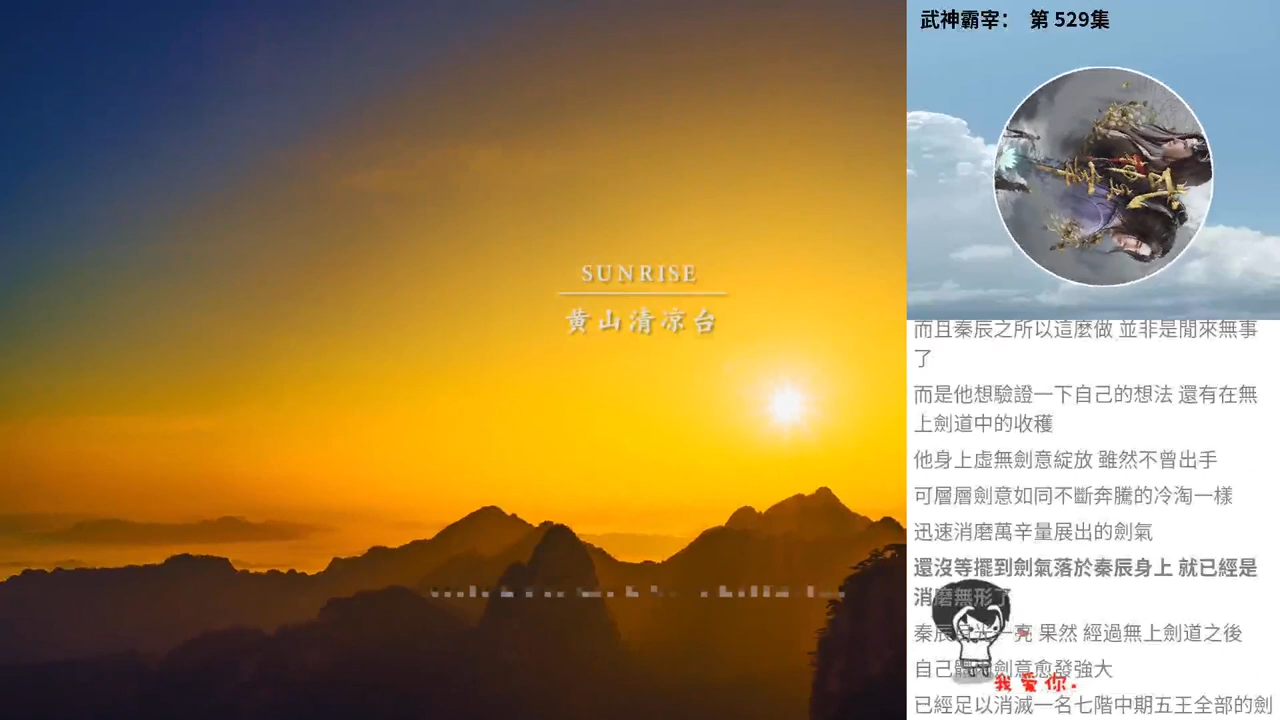 SUNRISE
黄山清凉台
武神霸宰： 第 529集
而且秦辰之所以這麼做 並非是閒來無事
了
而是他想驗證一下自己的想法 還有在無
上劍道中的收穫
他身上虛無劍意綻放 雖然不曾出手
可層層劍意如同不斷奔騰的冷淘一樣
迅速消磨萬辛量展出的劍氣
還沒等擺到劍氣落於秦辰身上 就已經是
消磨無形了
秦辰目光一亮 果然 經過無上劍道之後
自己體內劍意愈發強大
我爱你.
已經足以消滅一名七階中期五王全部的劍